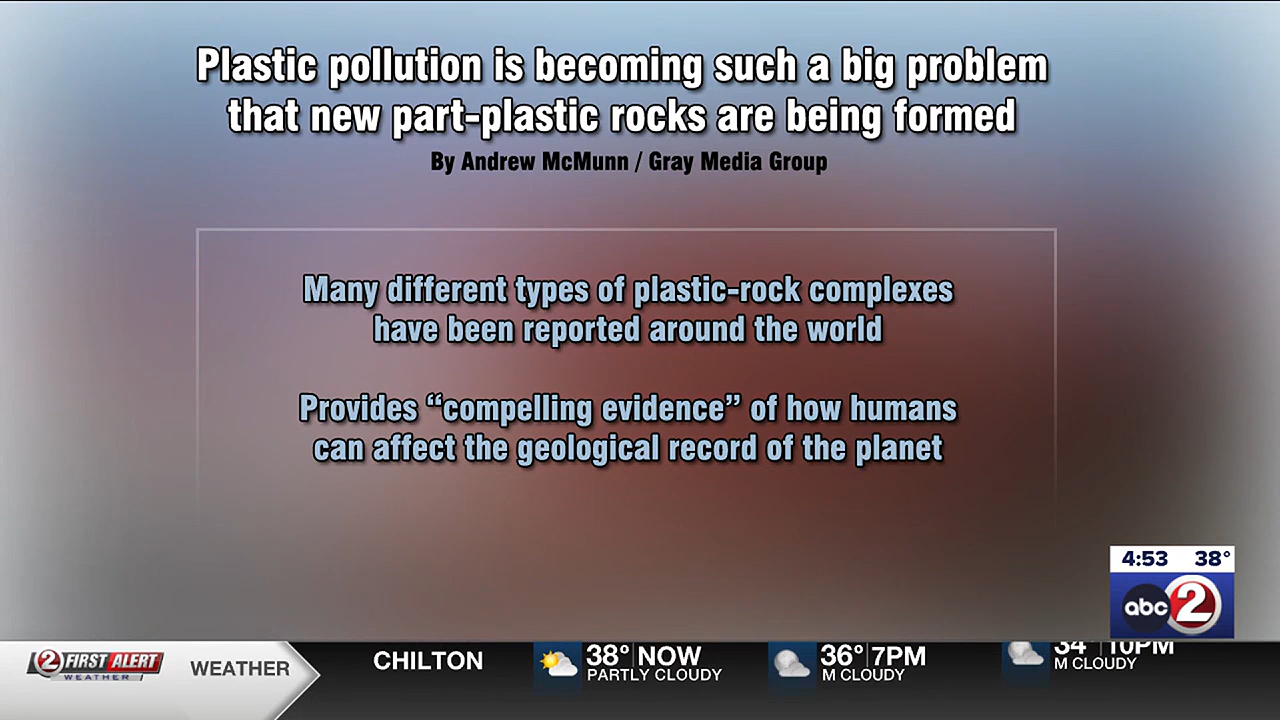 Plastic pollution is becoming such a big problem
that new part-plastic rocks are being formed
By Andrew McMunn / Gray Media Group
Many different types of plastic-rock complexes
have been reported around the world
Provides “compelling evidence” of how humans
can affect the geological record of the planet
4:53 38°
abc 2
2 FIRST ALERT
WEATHER
WEATHER
CHILTON
38° NOW
PARTLY CLOUDY
36° 7PM
M CLOUDY
34° 10PM
M CLOUDY